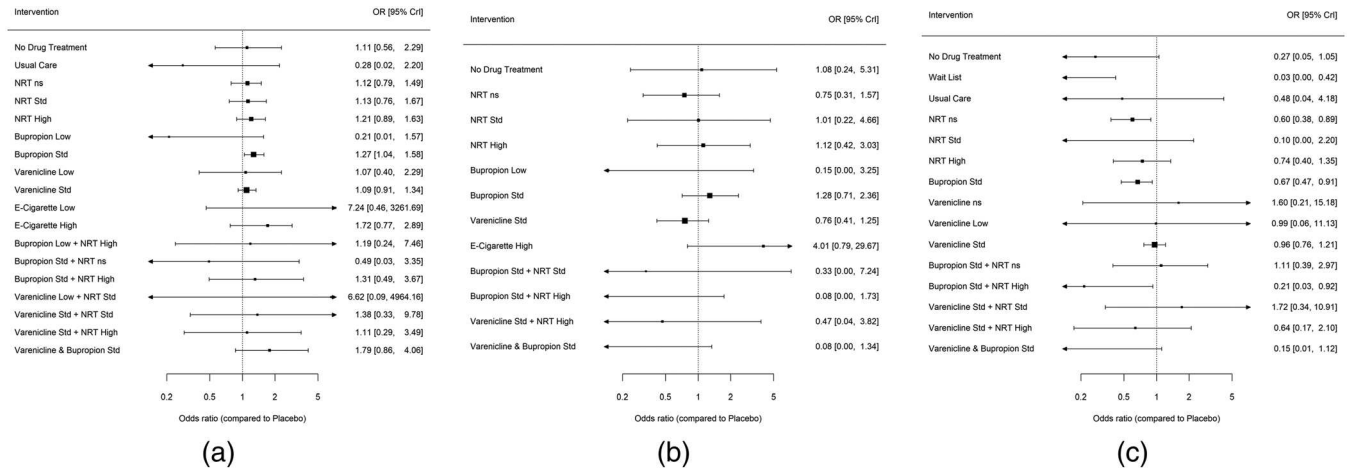 Intervention OR [95% CrI]
No Drug Treatment 1.11 [0.56, 2.29]
Usual Care 0.28 [0.02, 2.20]
NRT ns 1.12 [0.79, 1.49]
NRT Std 1.13 [0.76, 1.67]
NRT High 1.21 [0.89, 1.63]
Bupropion Low 0.21 [0.01, 1.57]
Bupropion Std 1.27 [1.04, 1.58]
Varenicline Low 1.07 [0.40, 2.29]
Varenicline Std 1.09 [0.91, 1.34]
E-Cigarette Low 7.24 [0.46, 3261.69]
E-Cigarette High 1.72 [0.77, 2.89]
Bupropion Low + NRT High 1.19 [0.24, 7.46]
Bupropion Std + NRT ns 0.49 [0.03, 3.35]
Bupropion Std + NRT High 1.31 [0.49, 3.67]
Varenicline Low + NRT Std 6.62 [0.09, 4964.16]
Varenicline Std + NRT Std 1.38 [0.33, 9.78]
Varenicline Std + NRT High 1.11 [0.29, 3.49]
Varenicline & Bupropion Std 1.79 [0.86, 4.06]
0.2 0.5 1 2 5
Odds ratio (compared to Placebo)
(a)
Intervention OR [95% CrI]
No Drug Treatment 1.08 [0.24, 5.31]
NRT ns 0.75 [0.31, 1.57]
NRT Std 1.01 [0.22, 4.66]
NRT High 1.12 [0.42, 3.03]
Bupropion Low 0.15 [0.00, 3.25]
Bupropion Std 1.28 [0.71, 2.36]
Varenicline Std 0.76 [0.41, 1.25]
E-Cigarette High 4.01 [0.79, 29.67]
Bupropion Std + NRT Std 0.33 [0.00, 7.24]
Bupropion Std + NRT High 0.08 [0.00, 1.73]
Varenicline Std + NRT High 0.47 [0.04, 3.82]
Varenicline & Bupropion Std 0.08 [0.00, 1.34]
0.2 0.5 1 2 5
Odds ratio (compared to Placebo)
(b)
Intervention OR [95% CrI]
No Drug Treatment 0.27 [0.05, 1.05]
Wait List 0.03 [0.00, 0.42]
Usual Care 0.48 [0.04, 4.18]
NRT ns 0.60 [0.38, 0.89]
NRT Std 0.10 [0.00, 2.20]
NRT High 0.74 [0.40, 1.35]
Bupropion Std 0.67 [0.47, 0.91]
Varenicline ns 1.60 [0.21, 15.18]
Varenicline Low 0.99 [0.06, 11.13]
Varenicline Std 0.96 [0.76, 1.21]
Bupropion Std + NRT ns 1.11 [0.39, 2.97]
Bupropion Std + NRT High 0.21 [0.03, 0.92]
Varenicline Std + NRT Std 1.72 [0.34, 10.91]
Varenicline Std + NRT High 0.64 [0.17, 2.10]
Varenicline & Bupropion Std 0.15 [0.01, 1.12]
0.2 0.5 1 2 5
Odds ratio (compared to Placebo)
(c)